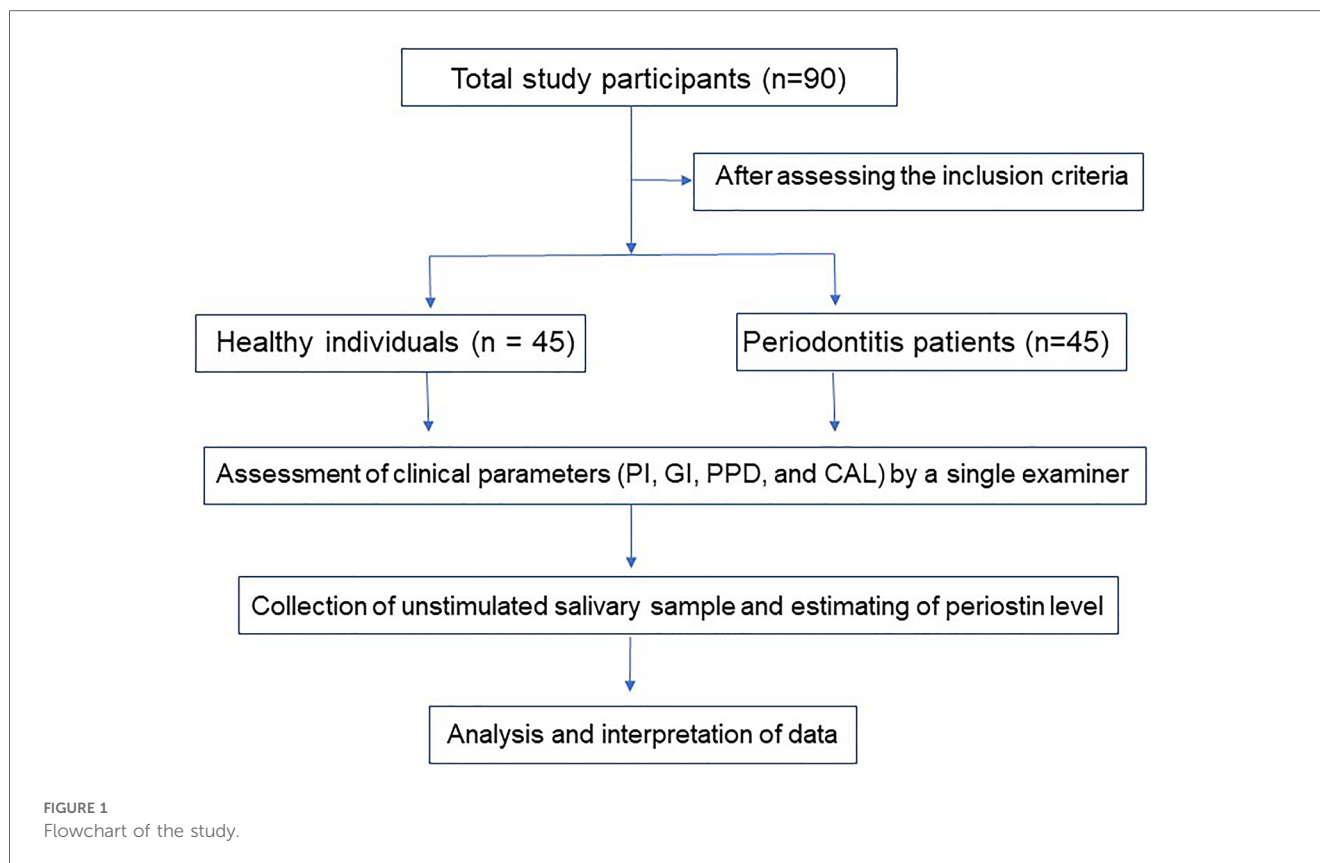 Total study participants (n=90)
After assessing the inclusion criteria
Healthy individuals (n = 45)
Periodontitis patients (n=45)
Assessment of clinical parameters (PI, GI, PPD, and CAL) by a single examiner
Collection of unstimulated salivary sample and estimating of periostin level
Analysis and interpretation of data
FIGURE 1
Flowchart of the study.